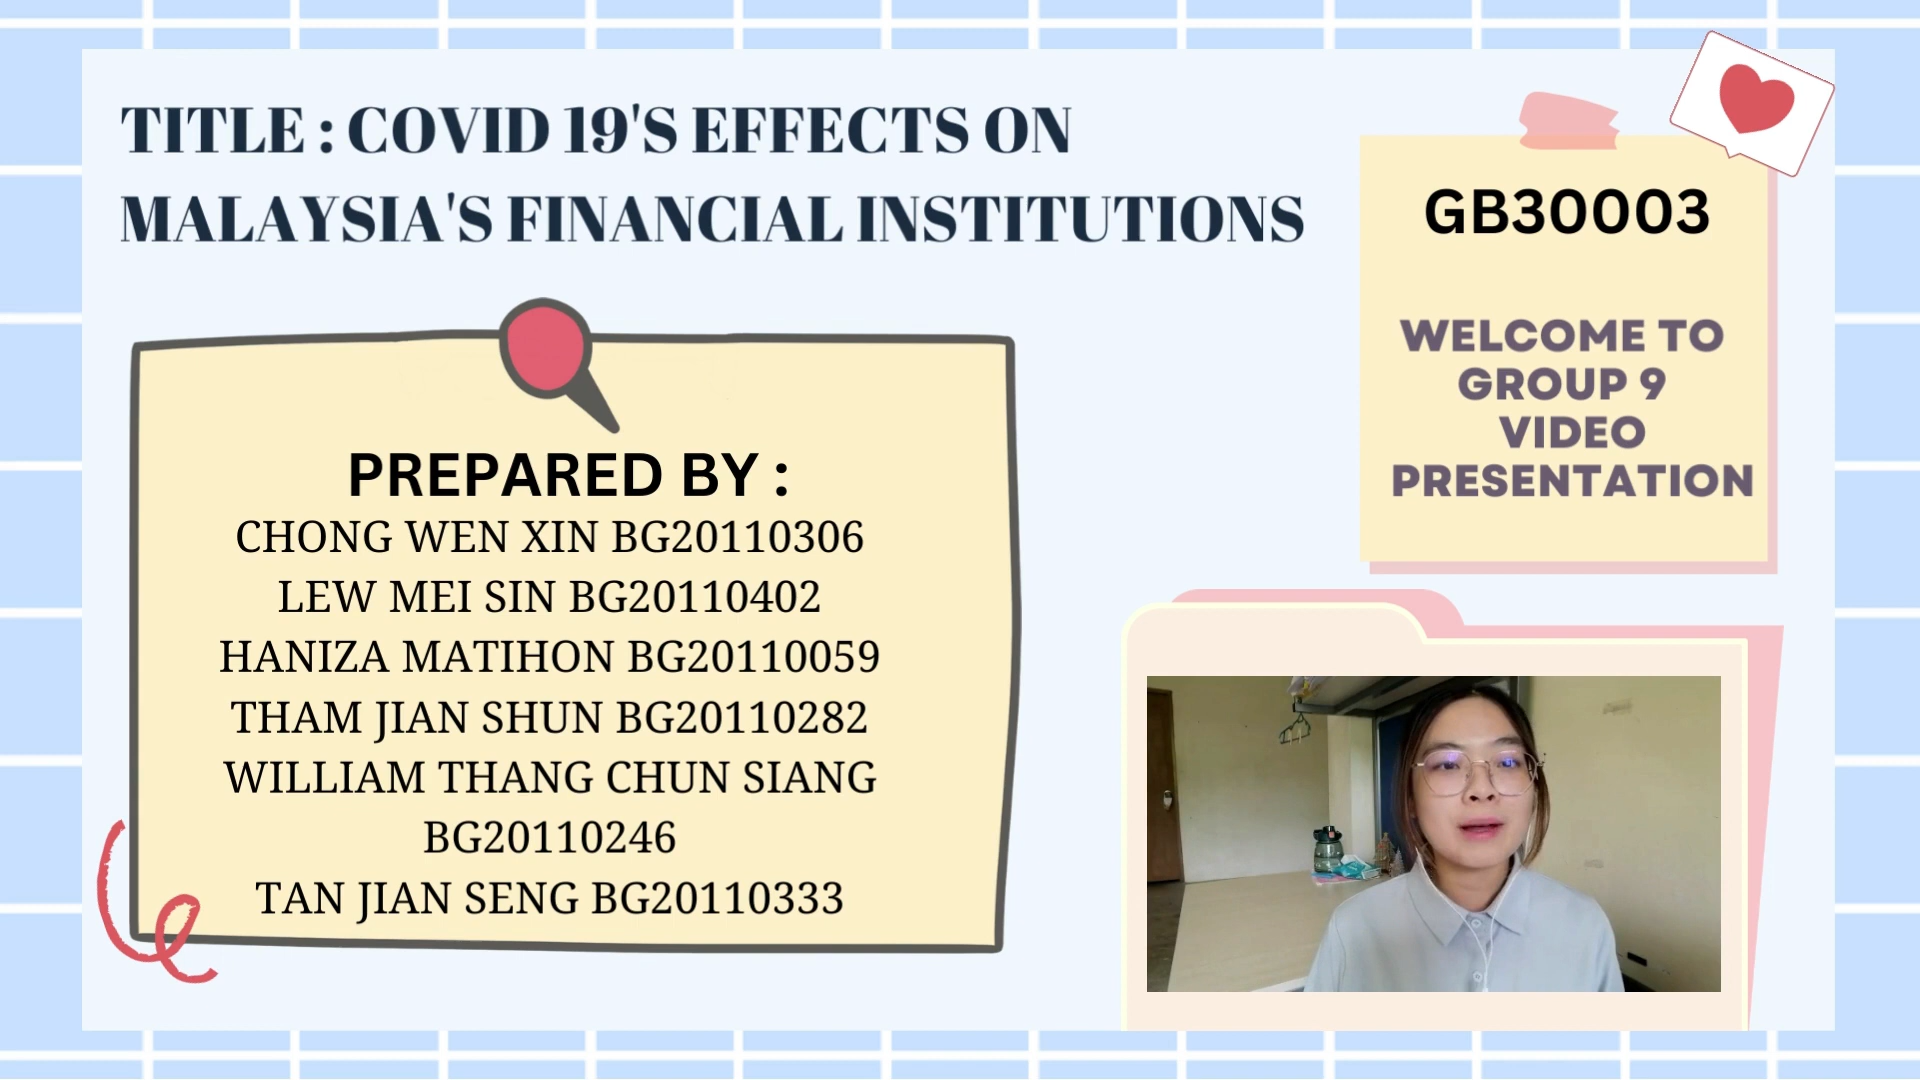 TITLE : COVID 19'S EFFECTS ON
MALAYSIA'S FINANCIAL INSTITUTIONS
GB30003
WELCOME TO
GROUP 9
VIDEO
PRESENTATION
PREPARED BY :
CHONG WEN XIN BG20110306
LEW MEI SIN BG20110402
HANIZA MATIHON BG20110059
THAM JIAN SHUN BG20110282
WILLIAM THANG CHUN SIANG
BG20110246
TAN JIAN SENG BG20110333